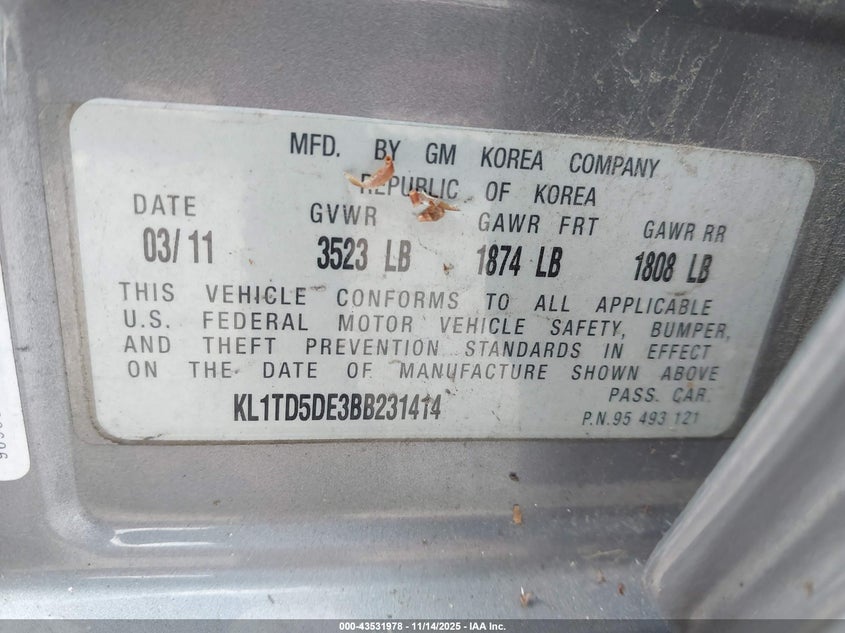 MFD. BY GM KOREA COMPANY
REPUBLIC OF KOREA
DATE GVWR GAWR FRT GAWR RR
03/11 3523 LB 1874 LB 1808 LB
THIS VEHICLE CONFORMS TO ALL APPLICABLE
U.S. FEDERAL MOTOR VEHICLE SAFETY, BUMPER,
AND THEFT PREVENTION STANDARDS IN EFFECT
ON THE DATE OF MANUFACTURE SHOWN ABOVE
PASS. CAR.
KL1TD5DE3BB231414
P.N. 95 493 121
000-43531978 - 11/14/2025 - IAA Inc.